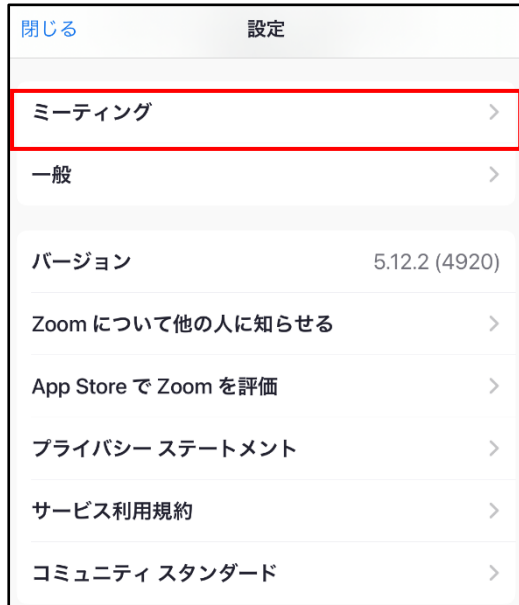 閉じる 設定
ミーティング
一般
バージョン 5.12.2 (4920)
Zoom について他の人に知らせる
App Store で Zoom を評価
プライバシー ステートメント
サービス利用規約
コミュニティ スタンダード